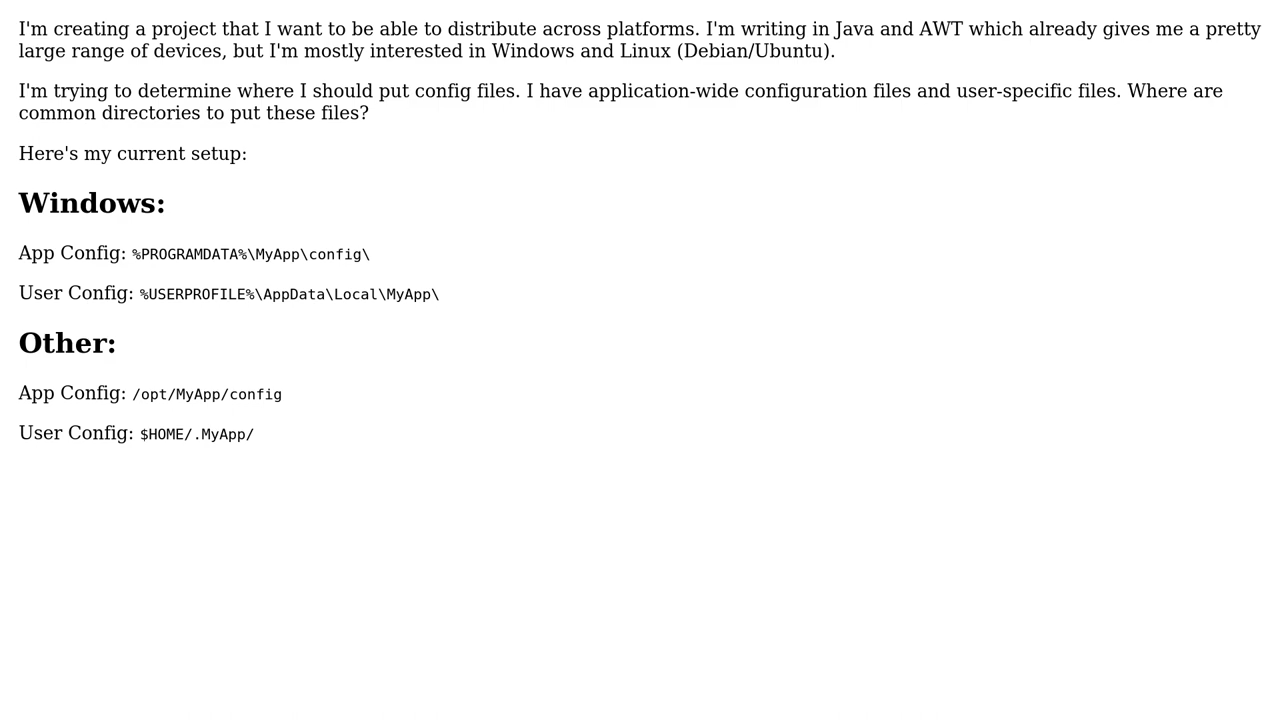 I'm creating a project that I want to be able to distribute across platforms. I'm writing in Java and AWT which already gives me a pretty
large range of devices, but I'm mostly interested in Windows and Linux (Debian/Ubuntu).
I'm trying to determine where I should put config files. I have application-wide configuration files and user-specific files. Where are
common directories to put these files?
Here's my current setup:
Windows:
App Config: %PROGRAMDATA%\MyApp\config\
User Config: %USERPROFILE%\AppData\Local\MyApp\
Other:
App Config: /opt/MyApp/config
User Config: $HOME/.MyApp/